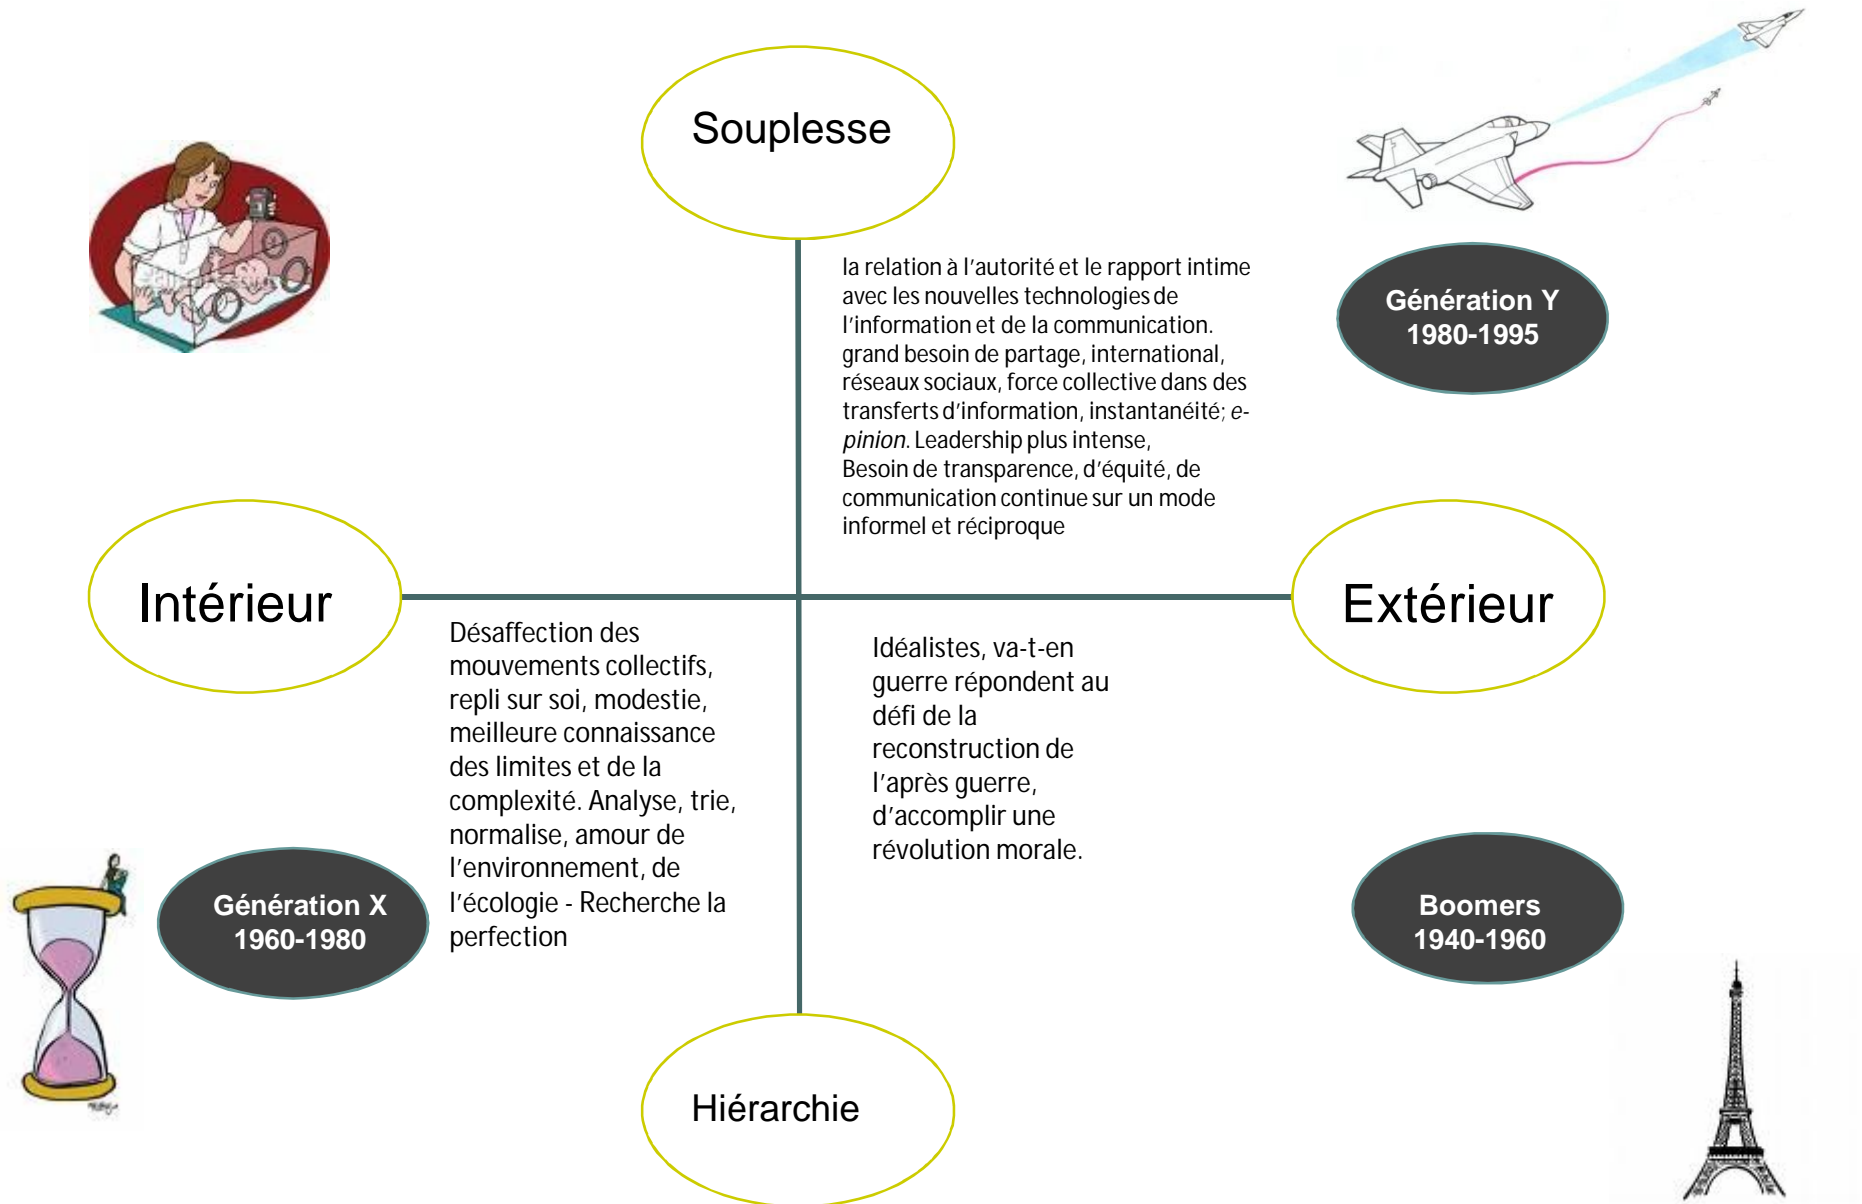 Souplesse
la relation à l'autorité et le rapport intime
avec les nouvelles technologies de
l'information et de la communication.
grand besoin de partage, international,
réseaux sociaux, force collective dans des
transferts d'information, instantanéité; e-
pinion. Leadership plus intense,
Besoin de transparence, d'équité, de
communication continue sur un mode
informel et réciproque
Génération Y
1980-1995
Intérieur
Extérieur
Désaffection des
mouvements collectifs,
repli sur soi, modestie,
meilleure connaissance
des limites et de la
complexité. Analyse, trie,
normalise, amour de
l'environnement, de
l'écologie - Recherche la
perfection
Idéalistes, va-t-en
guerre répondent au
défi de la
reconstruction de
l'après guerre,
d'accomplir une
révolution morale.
Génération X
1960-1980
Boomers
1940-1960
Hiérarchie